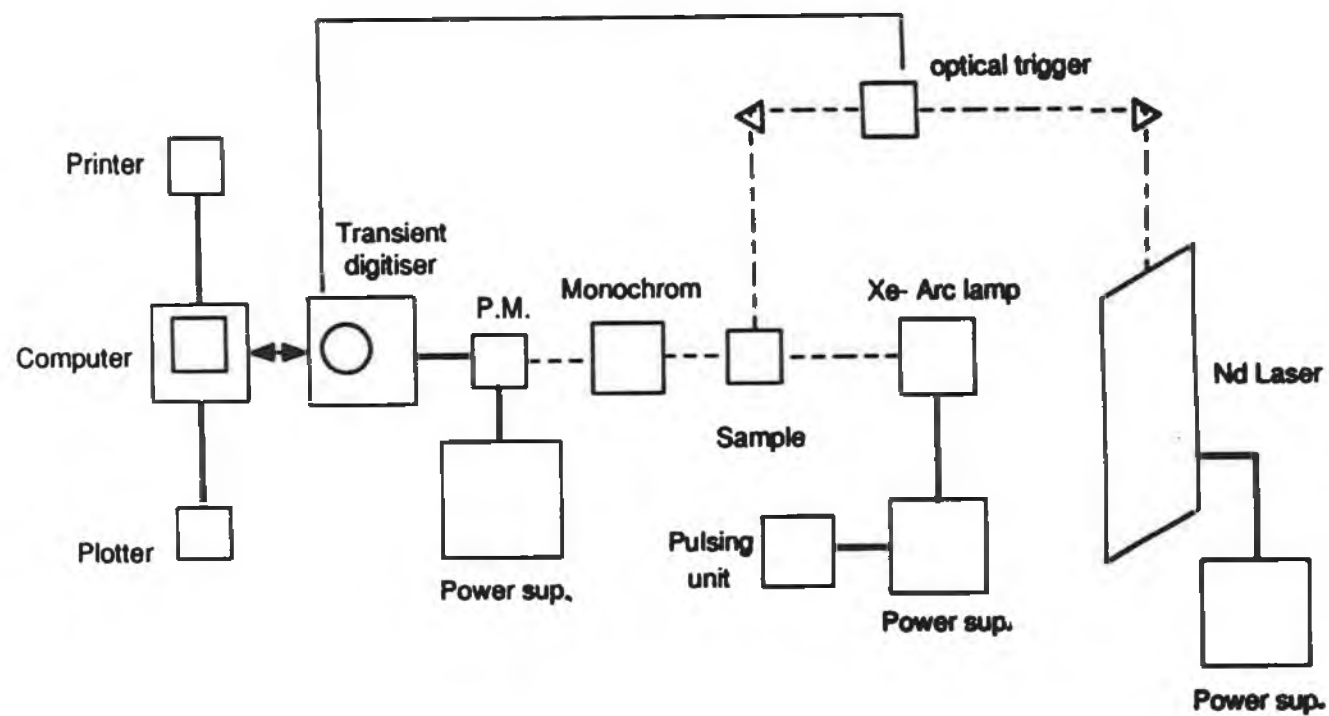 optical trigger
Printer
Transient
digitiser
Monochrom
Xe- Arc lamp
P.M.
Computer
Nd Laser
Sample
Plotter
Pulsing
unit
Power sup.
Power sup.
Power sup.